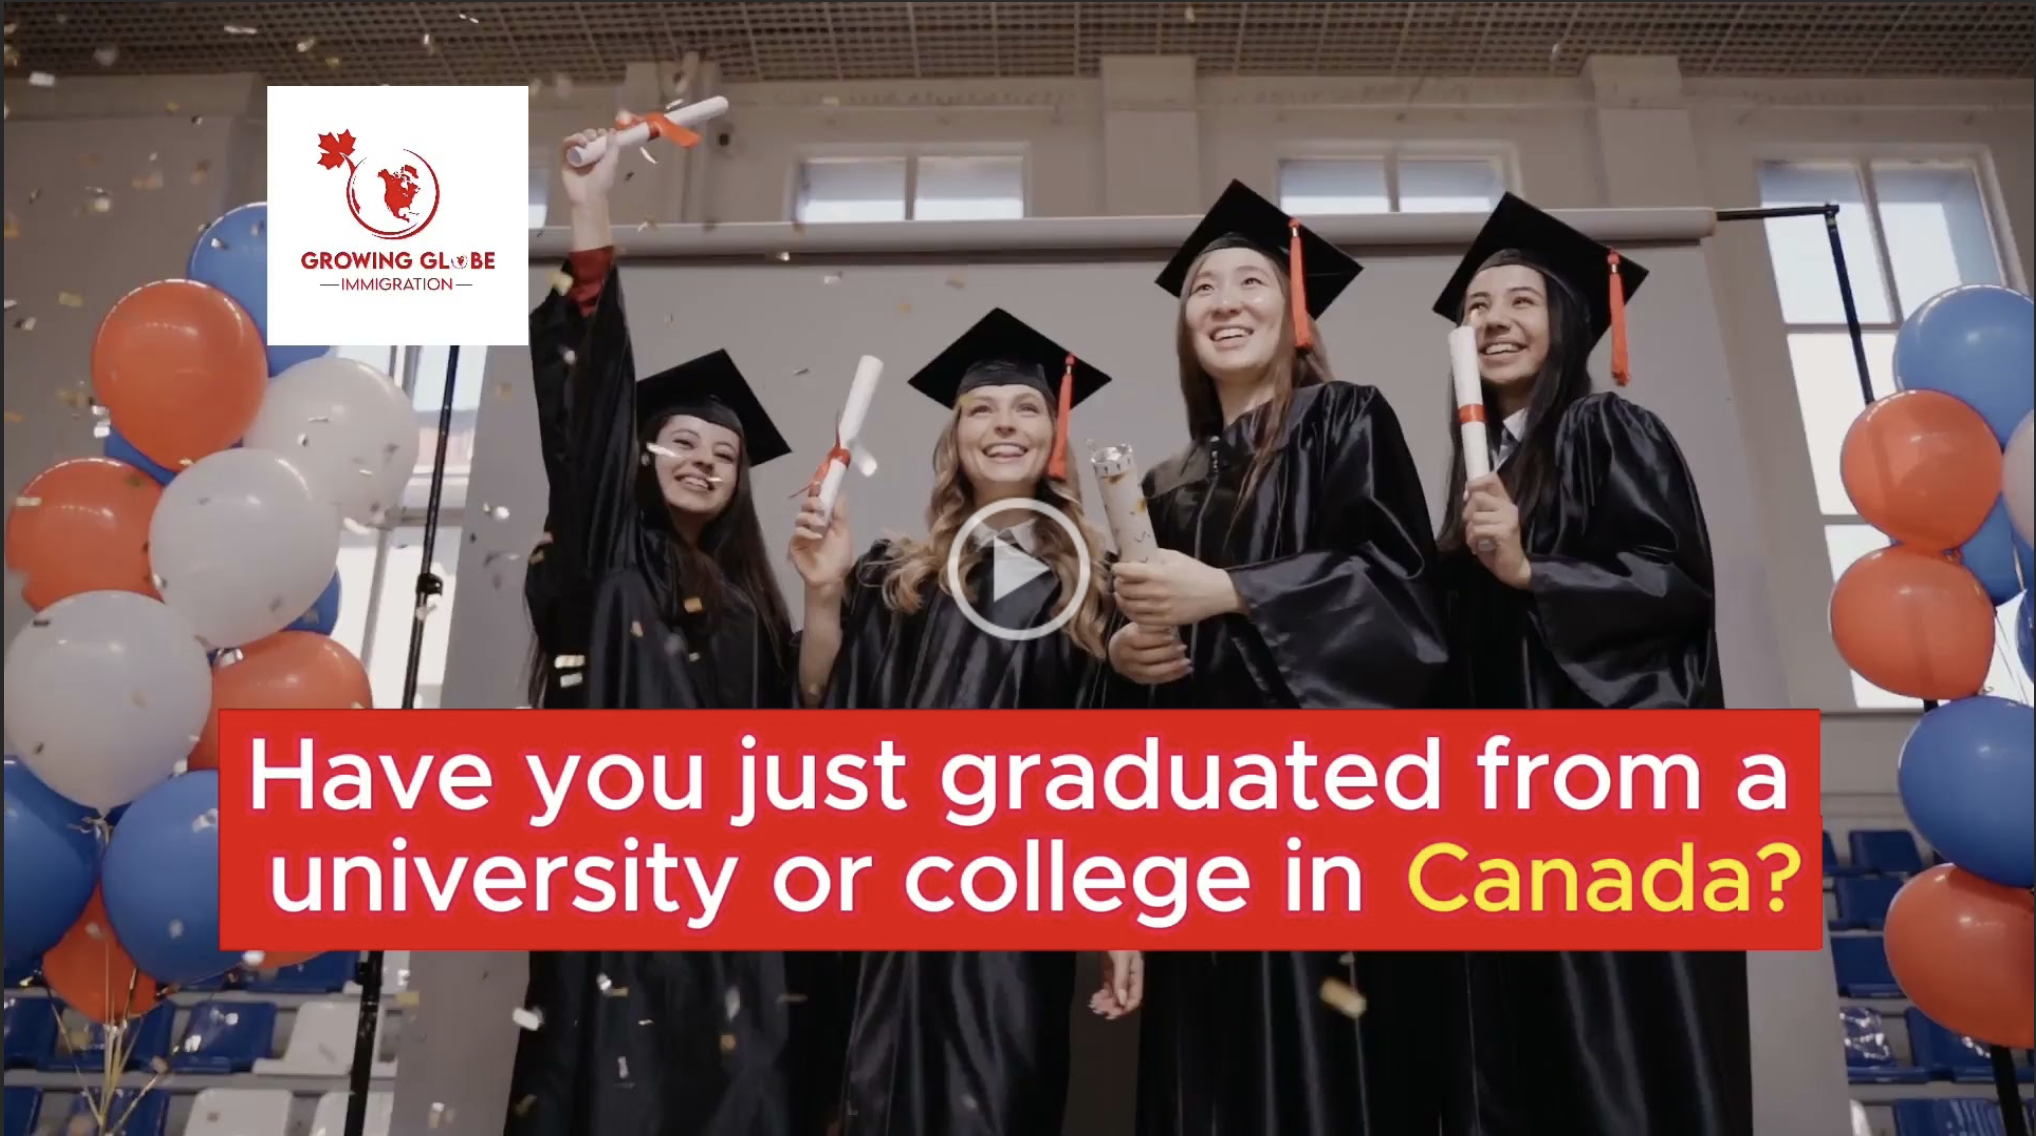 GROWING GLOBE
IMMIGRATION
Have you just graduated from a
university or college in Canada?